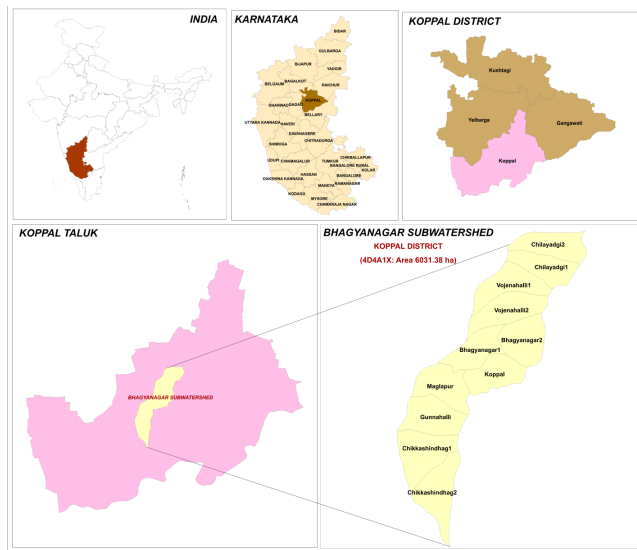 INDIA
KARNATAKA
BIDAR
GULBARGA
BIJAPUR
YADGIR
BELGAUM
BAGALKOT
RAICHUR
KOPPAL
DHARWAD
GADAG
BELLARY
UTTARA KANNADA
HAVERI
DAVANAGERE
CHITRADURGA
SHIMOGA
UDUPI
CHIKMAGALUR
TUMKUR
CHIKBALLAPUR
BANGALORE RURAL
KOLAR
HASSAN
BANGALORE
DAKSHINA KANNADA
MANDYA
RAMANAGAR
KODAGU
MYSORE
CHAMARAJA NAGAR
KOPPAL DISTRICT
Kushtagi
Yelbarga
Gangawati
Koppal
KOPPAL TALUK
BHAGYANAGAR SUBWATERSHED
BHAGYANAGAR SUBWATERSHED
KOPPAL DISTRICT
(4D4A1X: Area 6031.38 ha)
Chilayadgi2
Chilayadgi1
Vojenahalli1
Vojenahalli2
Bhagyanagar2
Bhagyanagar1
Koppal
Maglapur
Gunnahalli
Chikkashindhag1
Chikkashindhag2